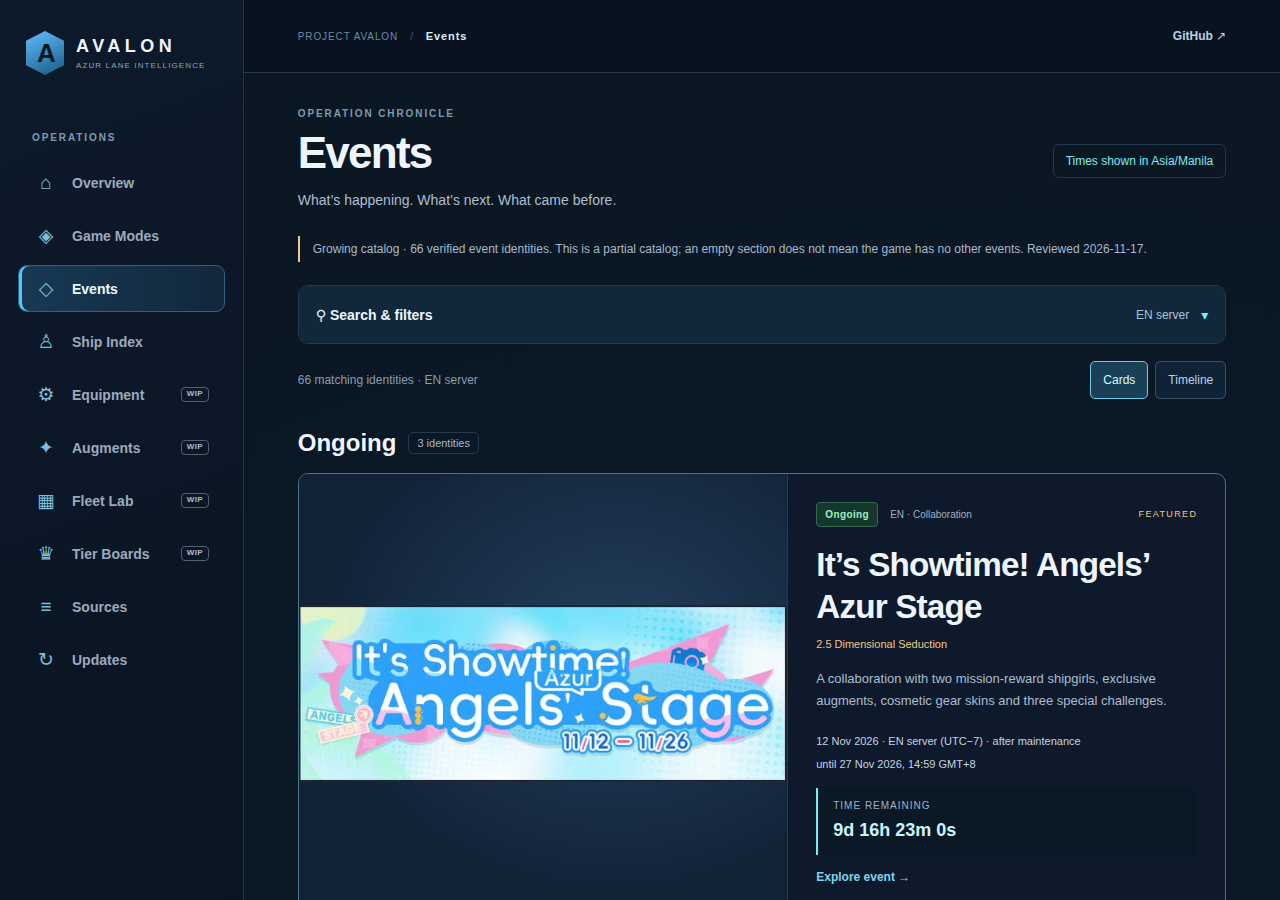 A
AVALON
AZUR LANE INTELLIGENCE
OPERATIONS
Overview
Game Modes
Events
Ship Index
Equipment WIP
Augments WIP
Fleet Lab WIP
Tier Boards WIP
Sources
Updates
PROJECT AVALON / Events
GitHub ↗
OPERATION CHRONICLE
Events
Times shown in Asia/Manila
What's happening. What's next. What came before.
Growing catalog · 66 verified event identities. This is a partial catalog; an empty section does not mean the game has no other events. Reviewed 2026-11-17.
Search & filters
EN server ▾
66 matching identities · EN server
Cards
Timeline
Ongoing 3 identities
It's Showtime!
Azur
Angels' Stage
ANGELS
STAGE
11/12 – 11/26
Ongoing EN · Collaboration FEATURED
It’s Showtime! Angels’
Azur Stage
2.5 Dimensional Seduction
A collaboration with two mission-reward shipgirls, exclusive
augments, cosmetic gear skins and three special challenges.
12 Nov 2026 · EN server (UTC−7) · after maintenance
until 27 Nov 2026, 14:59 GMT+8
TIME REMAINING
9d 16h 23m 0s
Explore event →